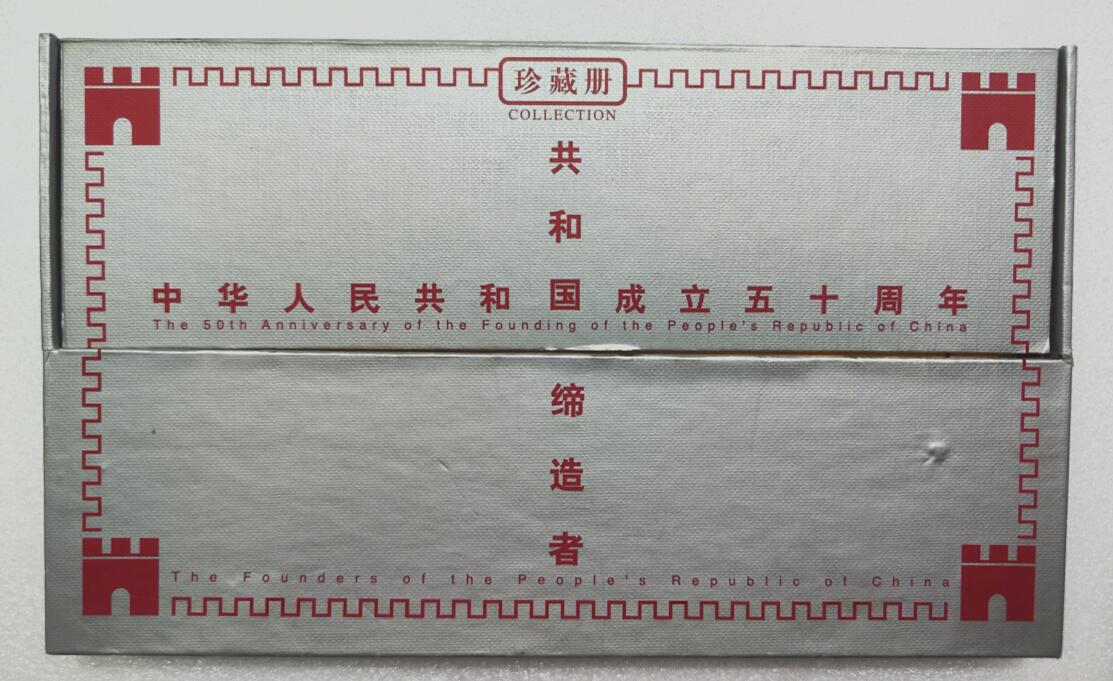 珍藏册
COLLECTION
共和国缔造者
中华人民共和国成立五十周年
The 50th Anniversary of the Founding of the People's Republic of China
The Founders of the People's Republic of China